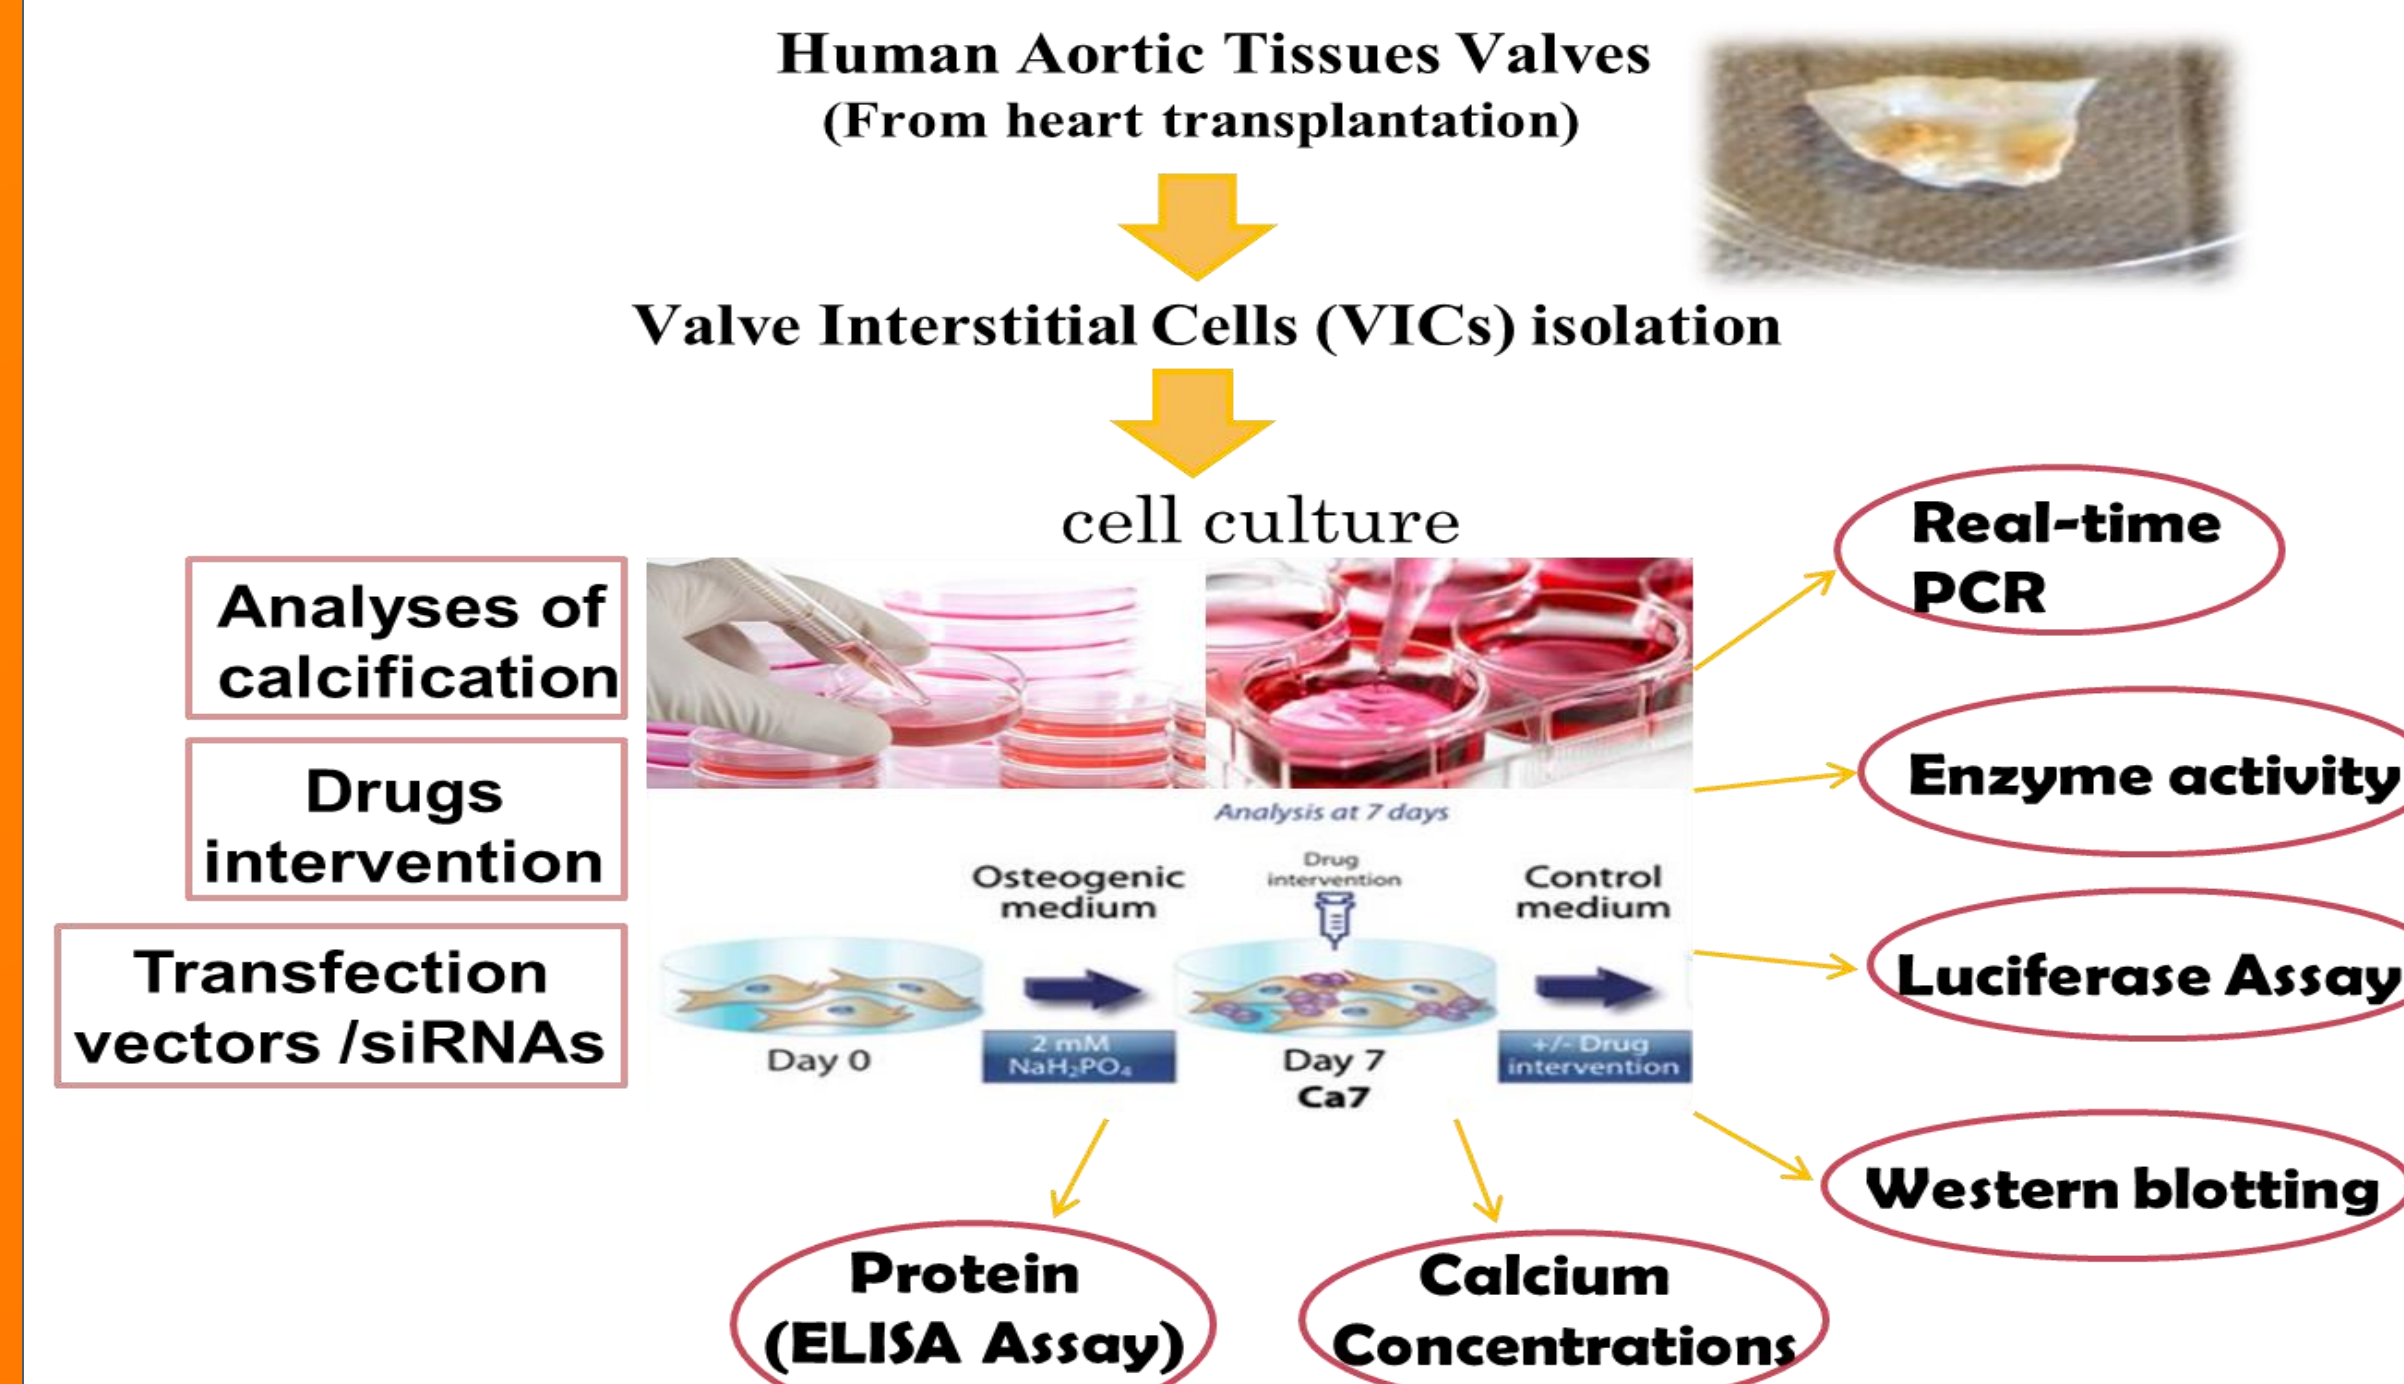 Human Aortic Tissues Valves
(From heart transplantation)
Valve Interstitial Cells (VICs) isolation
cell culture
Analyses of
calcification
Drugs
intervention
Transfection
vectors /siRNAs
Analysis at 7 days
Osteogenic
medium
Drug
intervention
Control
medium
Day 0
2 mM
NaH₂PO₄
Day 7
Ca7
+/- Drug
intervention
Real-time
PCR
Enzyme activity
Luciferase Assay
Western blotting
Protein
(ELISA Assay)
Calcium
Concentrations